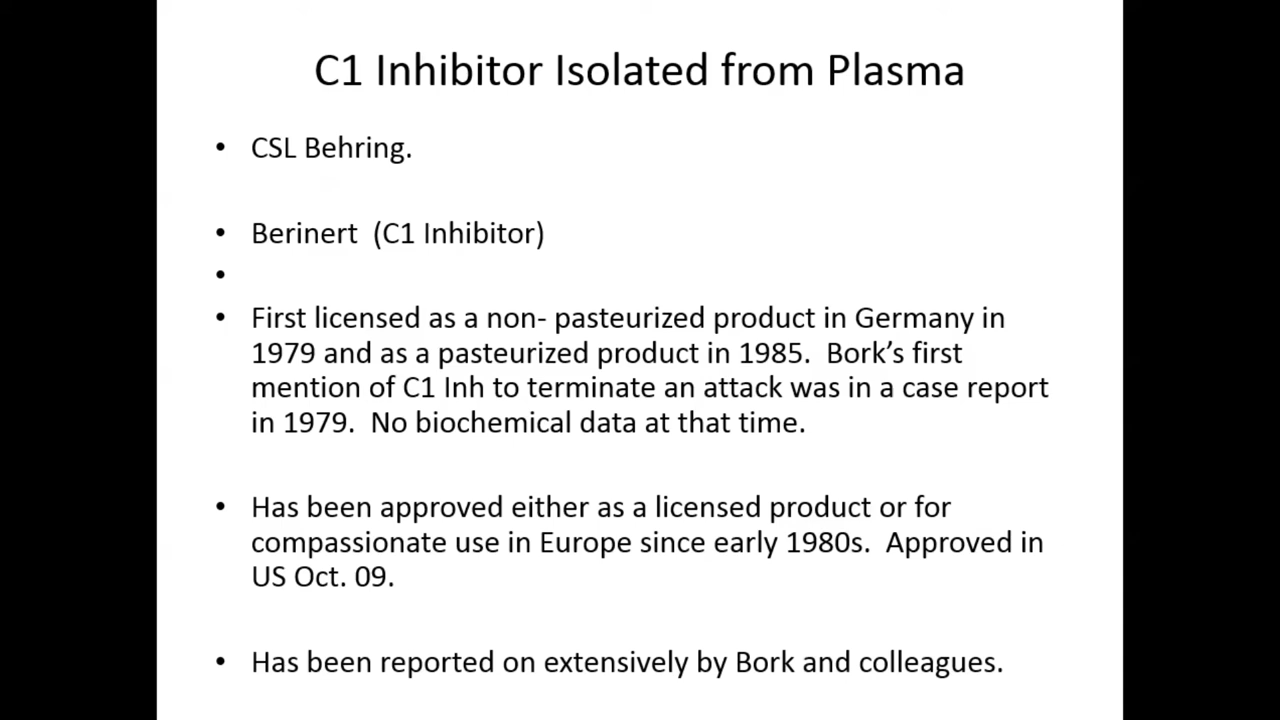 C1 Inhibitor Isolated from Plasma
• CSL Behring.
• Berinert  (C1 Inhibitor)
•
• First licensed as a non- pasteurized product in Germany in
1979 and as a pasteurized product in 1985.  Bork’s first
mention of C1 Inh to terminate an attack was in a case report
in 1979.  No biochemical data at that time.
• Has been approved either as a licensed product or for
compassionate use in Europe since early 1980s.  Approved in
US Oct. 09.
• Has been reported on extensively by Bork and colleagues.